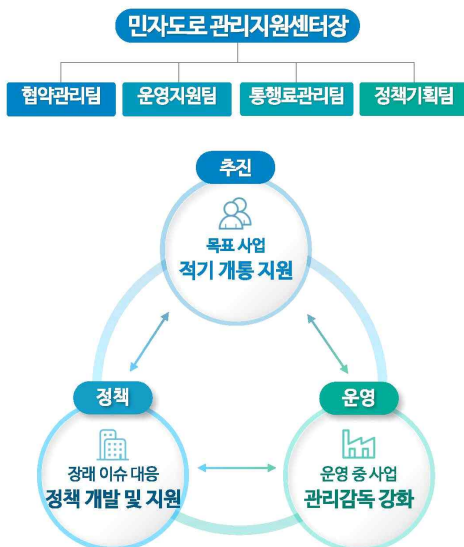 민자도로 관리지원센터장
협약관리팀 운영지원팀 통행료관리팀 정책기획팀
추진
목표 사업
적기 개통 지원
정책
장래 이슈 대응
정책 개발 및 지원
운영
운영 중 사업
관리감독 강화